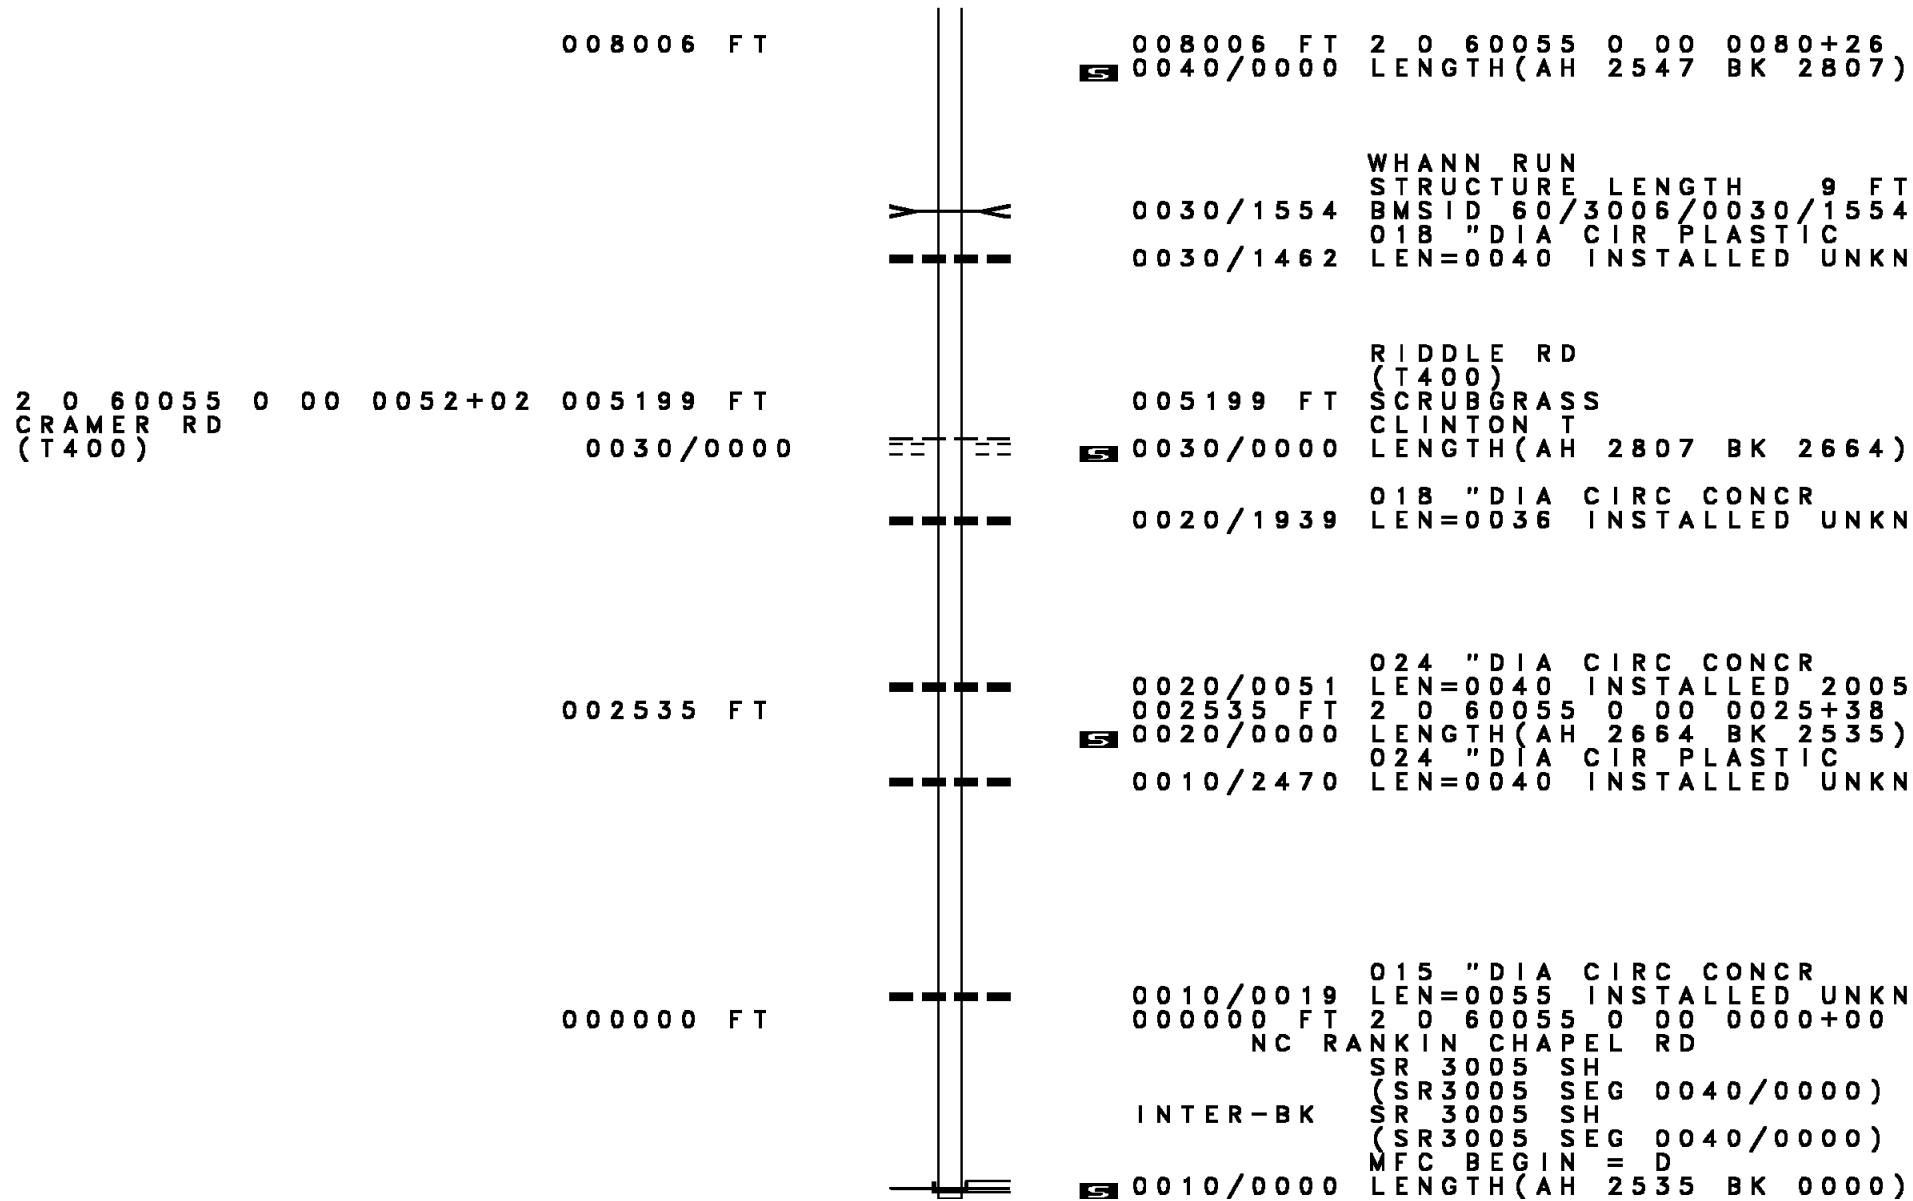 008006 FT
008006 FT 2 0 60055 0 00 0080+26
S 0040/0000 LENGTH(AH 2547 BK 2807)
WHANN RUN
STRUCTURE LENGTH 9 FT
0030/1554 BMSID 60/3006/0030/1554
018 "DIA CIR PLASTIC
0030/1462 LEN=0040 INSTALLED UNKN
RIDDLE RD
(T400)
2 0 60055 0 00 0052+02 005199 FT
005199 FT SCRUBGRASS
CRAMER RD
CLINTON T
(T400) 0030/0000
S 0030/0000 LENGTH(AH 2807 BK 2664)
018 "DIA CIRC CONCR
0020/1939 LEN=0036 INSTALLED UNKN
024 "DIA CIRC CONCR
0020/0051 LEN=0040 INSTALLED 2005
002535 FT
002535 FT 2 0 60055 0 00 0025+38
S 0020/0000 LENGTH(AH 2664 BK 2535)
024 "DIA CIR PLASTIC
0010/2470 LEN=0040 INSTALLED UNKN
015 "DIA CIRC CONCR
0010/0019 LEN=0055 INSTALLED UNKN
000000 FT
000000 FT 2 0 60055 0 00 0000+00
NC RANKIN CHAPEL RD
SR 3005 SH
(SR3005 SEG 0040/0000)
INTER-BK SR 3005 SH
(SR3005 SEG 0040/0000)
MFC BEGIN = D
S 0010/0000 LENGTH(AH 2535 BK 0000)